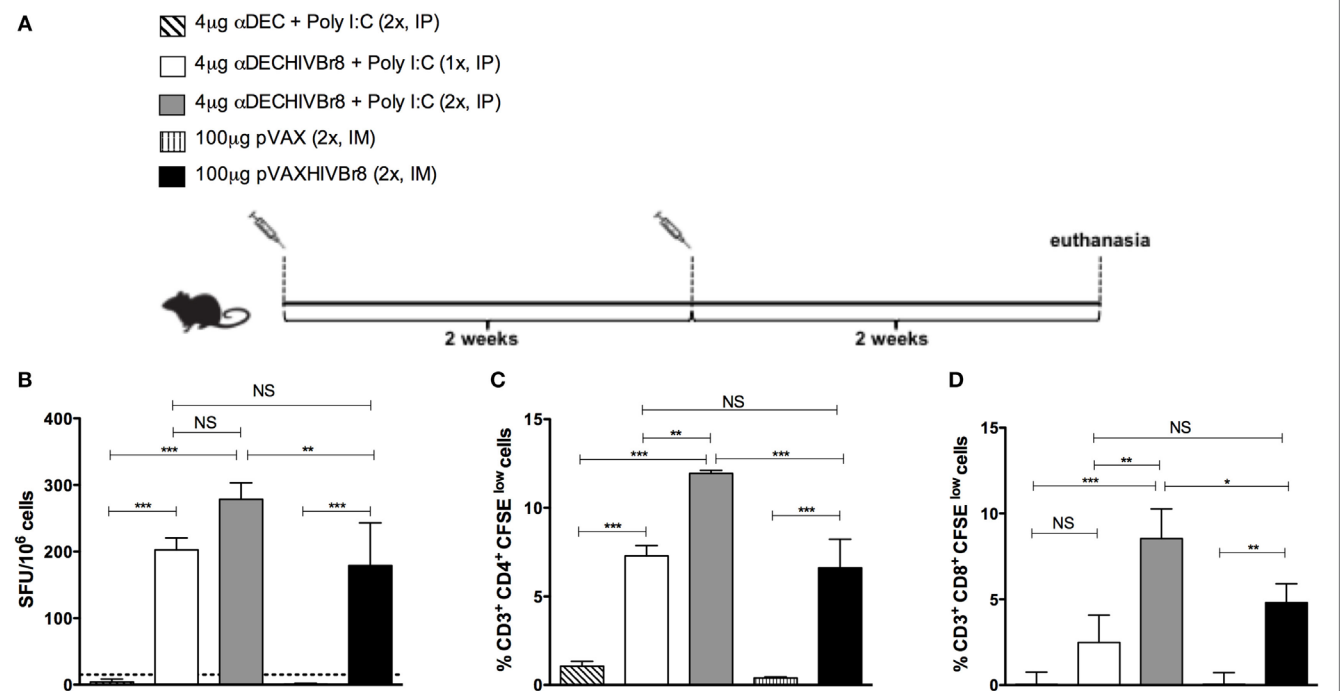 A
4μg αDEC + Poly I:C (2x, IP)
4μg αDECHIVBr8 + Poly I:C (1x, IP)
4μg αDECHIVBr8 + Poly I:C (2x, IP)
100μg pVAX (2x, IM)
100μg pVAXHIVBr8 (2x, IM)
euthanasia
2 weeks
2 weeks
B
SFU/10⁶ cells
400
300
200
100
0
NS
NS
***
**
***
***
C
% CD3⁺ CD4⁺ CFSE ˡᵒʷ cells
15
10
5
0
NS
**
***
***
***
***
D
% CD3⁺ CD8⁺ CFSE ˡᵒʷ cells
15
10
5
0
NS
**
***
*
NS
**